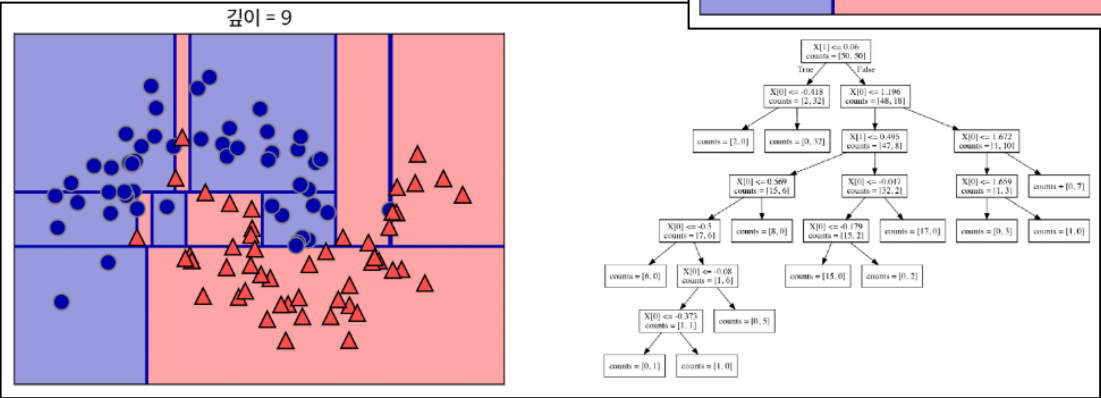 깊이 = 9
X[1] <= 0.06
counts = [50, 50]
True
False
X[0] <= -0.418
counts = [2, 32]
X[0] <= 1.196
counts = [48, 18]
counts = [2, 0]
counts = [0, 32]
X[1] <= 0.495
counts = [47, 8]
X[0] <= 1.672
counts = [1, 10]
X[0] <= 0.569
counts = [15, 6]
X[0] <= -0.047
counts = [32, 2]
X[0] <= 1.659
counts = [1, 3]
counts = [0, 7]
X[0] <= -0.5
counts = [7, 6]
counts = [8, 0]
X[0] <= -0.179
counts = [15, 2]
counts = [17, 0]
counts = [0, 3]
counts = [1, 0]
counts = [6, 0]
X[0] <= -0.08
counts = [1, 6]
counts = [15, 0]
counts = [0, 2]
X[0] <= -0.373
counts = [1, 1]
counts = [0, 5]
counts = [0, 1]
counts = [1, 0]